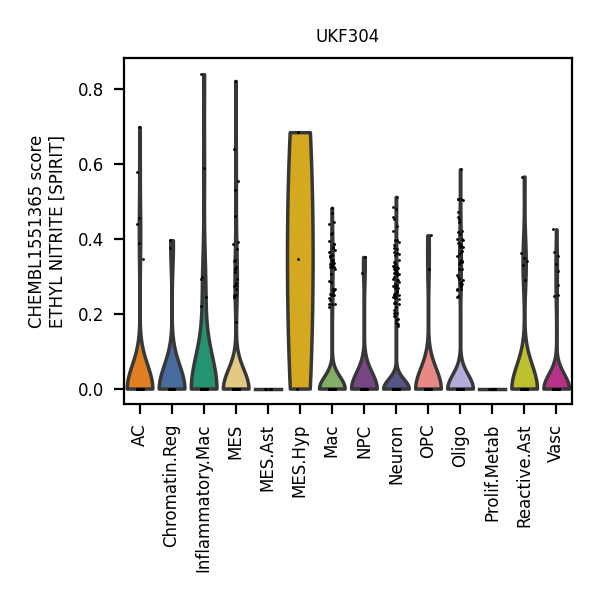 UKF304
CHEMBL1551365 score
ETHYL NITRITE [SPIRIT]
0.8
0.6
0.4
0.2
0.0
AC
Chromatin.Reg
Inflammatory.Mac
MES
MES.Ast
MES.Hyp
Mac
NPC
Neuron
OPC
Oligo
Prolif.Metab
Reactive.Ast
Vasc